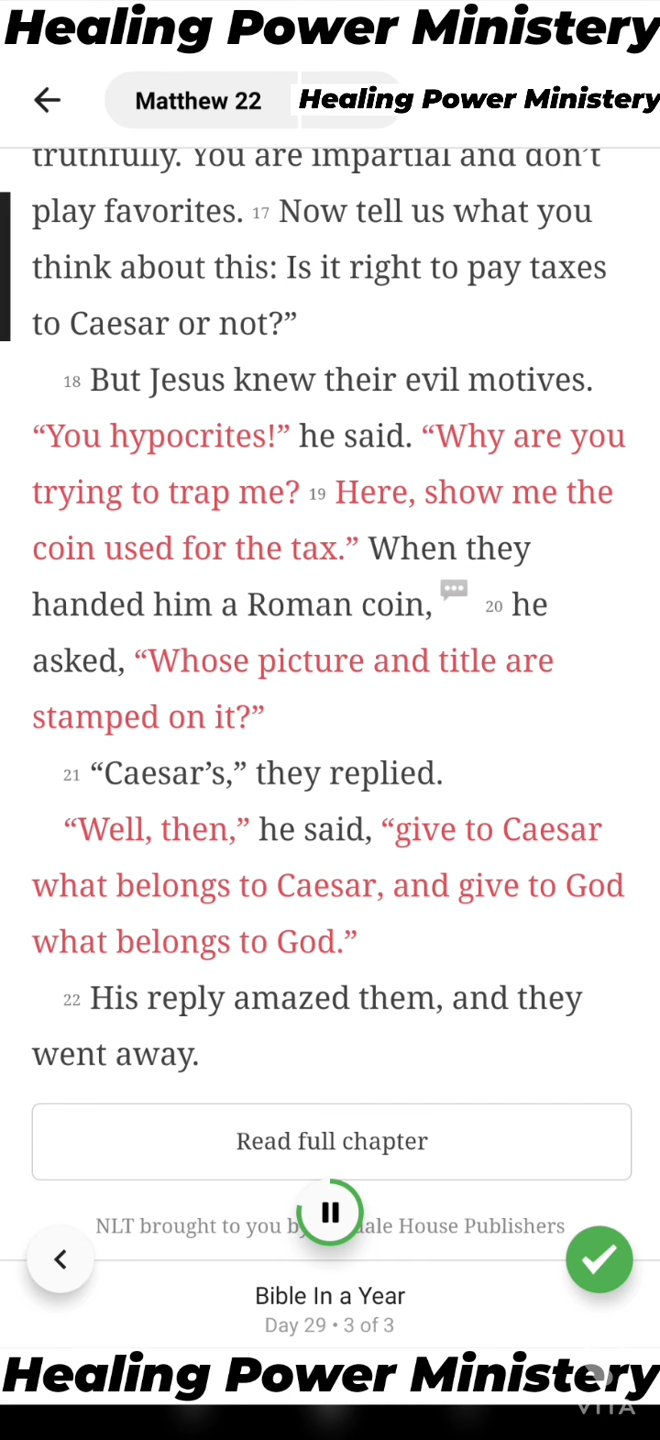 Healing Power Ministery
Matthew 22
Healing Power Ministery
truthfully. You are impartial and don’t
play favorites. 17 Now tell us what you
think about this: Is it right to pay taxes
to Caesar or not?”
18 But Jesus knew their evil motives.
“You hypocrites!” he said. “Why are you
trying to trap me? 19 Here, show me the
coin used for the tax.” When they
handed him a Roman coin, 20 he
asked, “Whose picture and title are
stamped on it?”
21 “Caesar’s,” they replied.
“Well, then,” he said, “give to Caesar
what belongs to Caesar, and give to God
what belongs to God.”
22 His reply amazed them, and they
went away.
Read full chapter
NLT brought to you House Publishers
Bible In a Year
Day 29 • 3 of 3
Healing Power Ministery
VITA